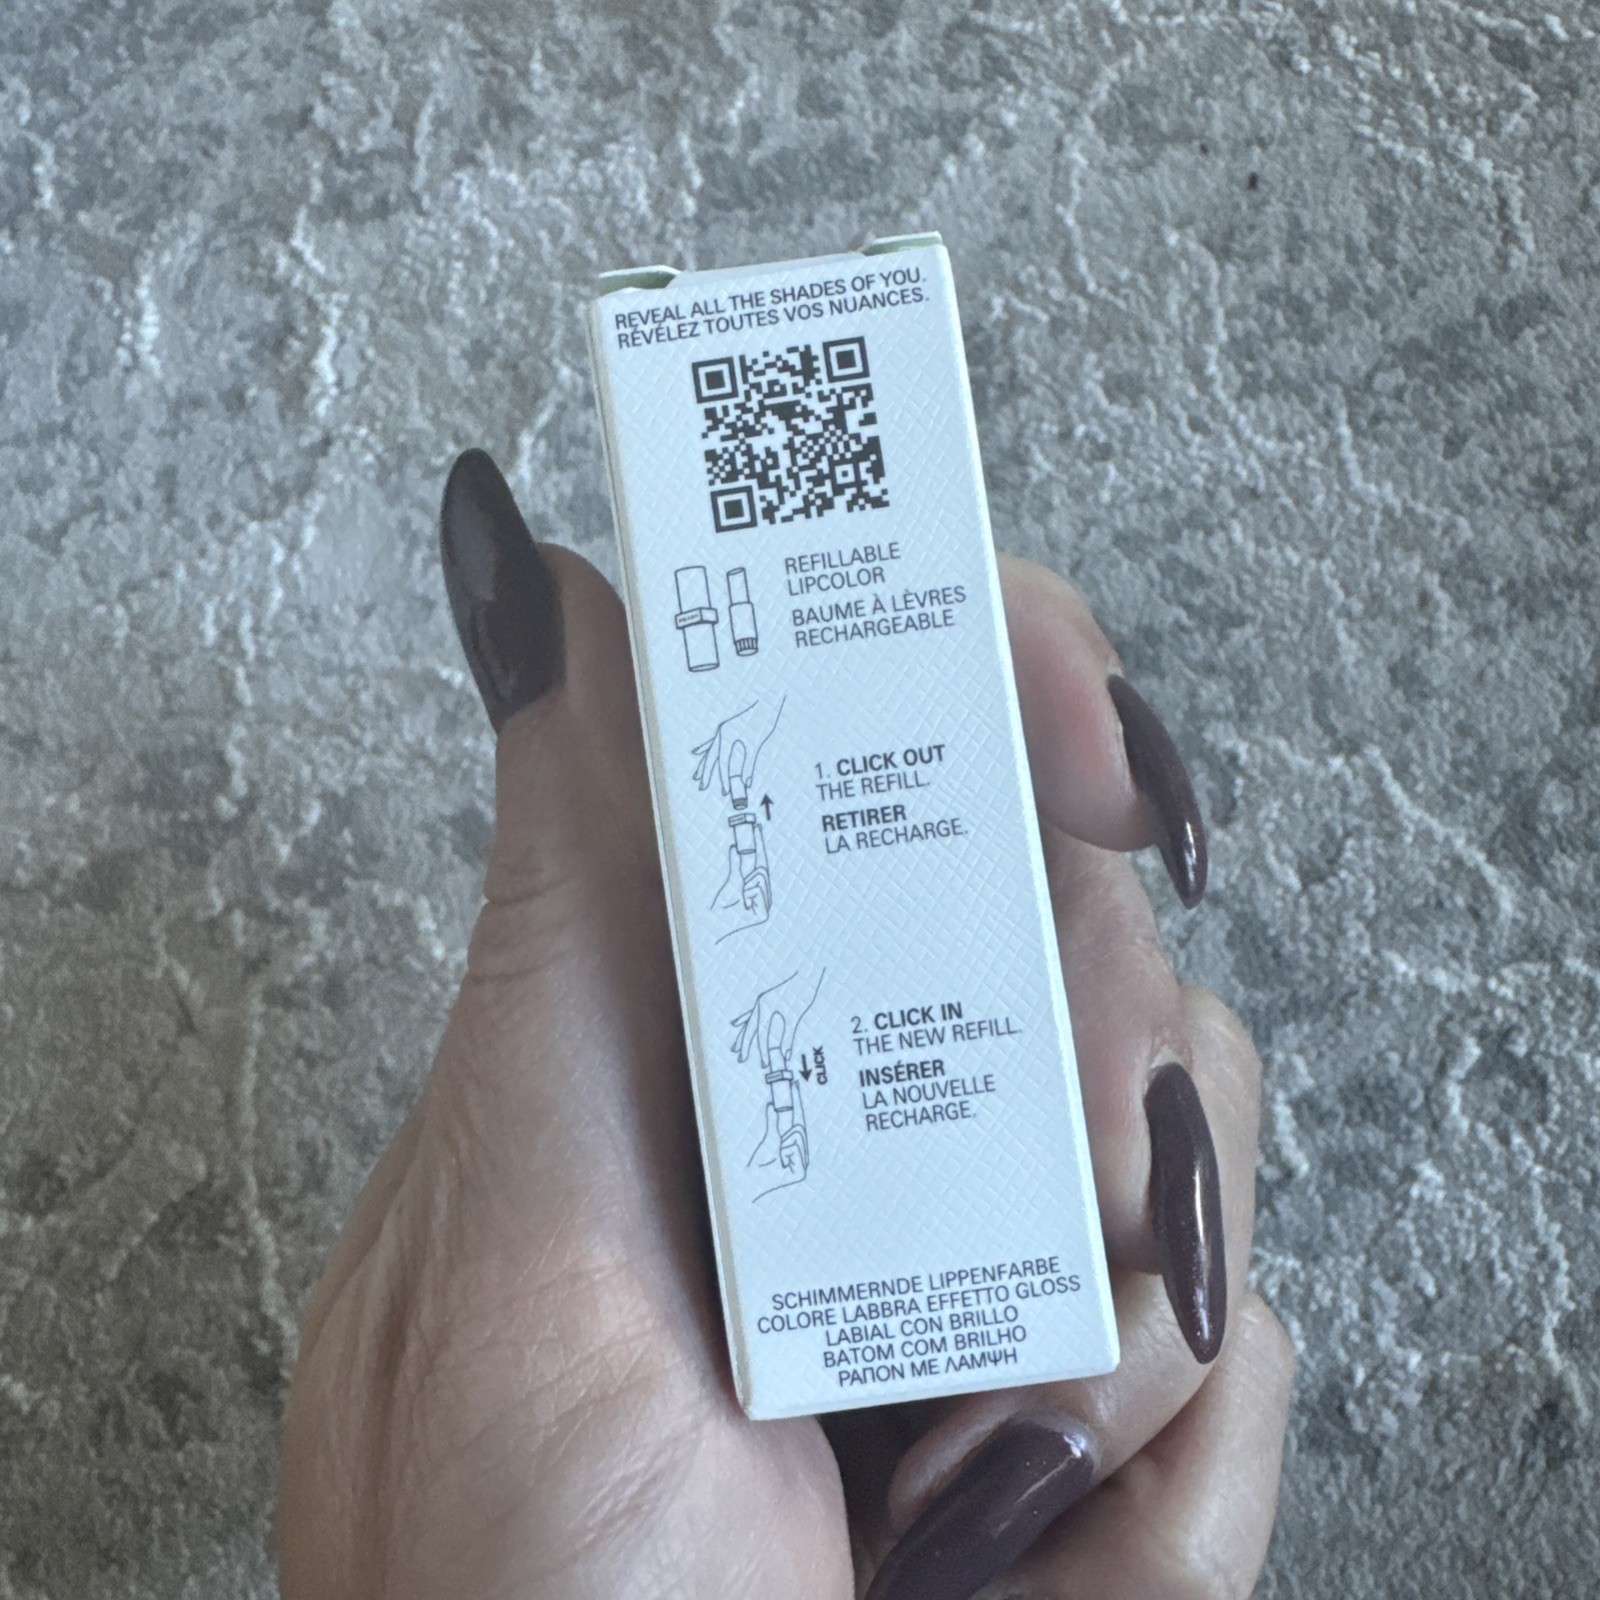 REVEAL ALL THE SHADES OF YOU.
RÉVÉLEZ TOUTES VOS NUANCES.
REFILLABLE
LIPCOLOR
BAUME À LÈVRES
RECHARGEABLE
1. CLICK OUT
THE REFILL.
RETIRER
LA RECHARGE.
2. CLICK IN
THE NEW REFILL.
CLICK
INSÉRER
LA NOUVELLE
RECHARGE.
SCHIMMERNDE LIPPENFARBE
COLORE LABBRA EFFETTO GLOSS
LABIAL CON BRILLO
BATOM COM BRILHO
ΡΑΠΟΝ ΜΕ ΛΑΜΨΗ